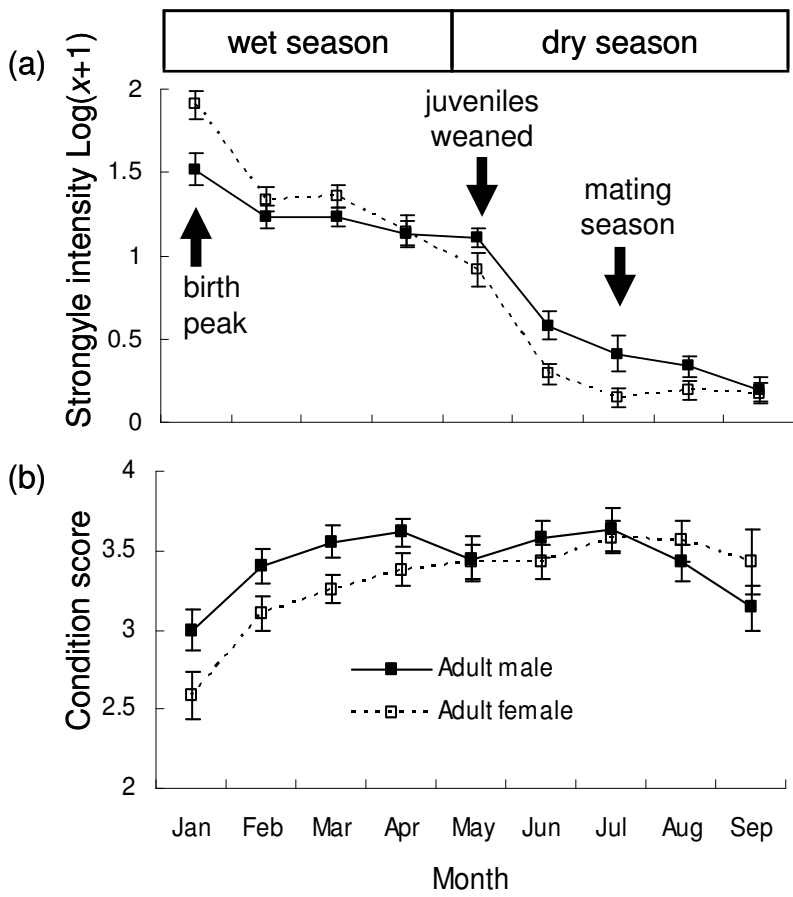 wet season
dry season
(a)
Strongyle intensity Log(x+1)
2
1.5
1
0.5
0
juveniles
weaned
mating
season
birth
peak
(b)
Condition score
4
3.5
3
2.5
2
Adult male
Adult female
Jan Feb Mar Apr May Jun Jul Aug Sep
Month